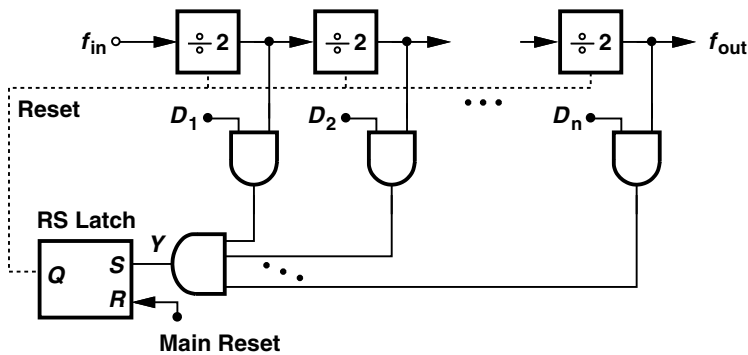 f_in ÷ 2 ÷ 2 ÷ 2 f_out
Reset
D_1 D_2 D_n
RS Latch
Y
Q S
R
Main Reset